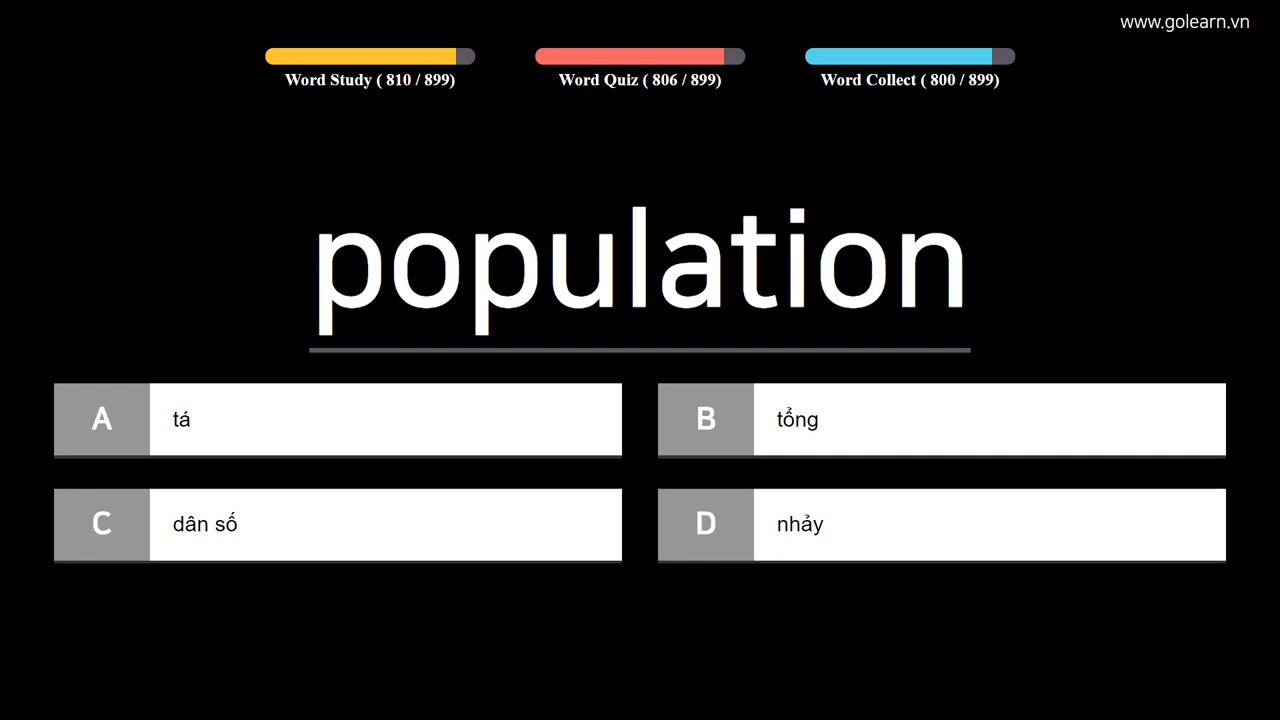 www.golearn.vn
Word Study ( 810 / 899)
Word Quiz ( 806 / 899)
Word Collect ( 800 / 899)
population
A tá
B tổng
C dân số
D nhảy